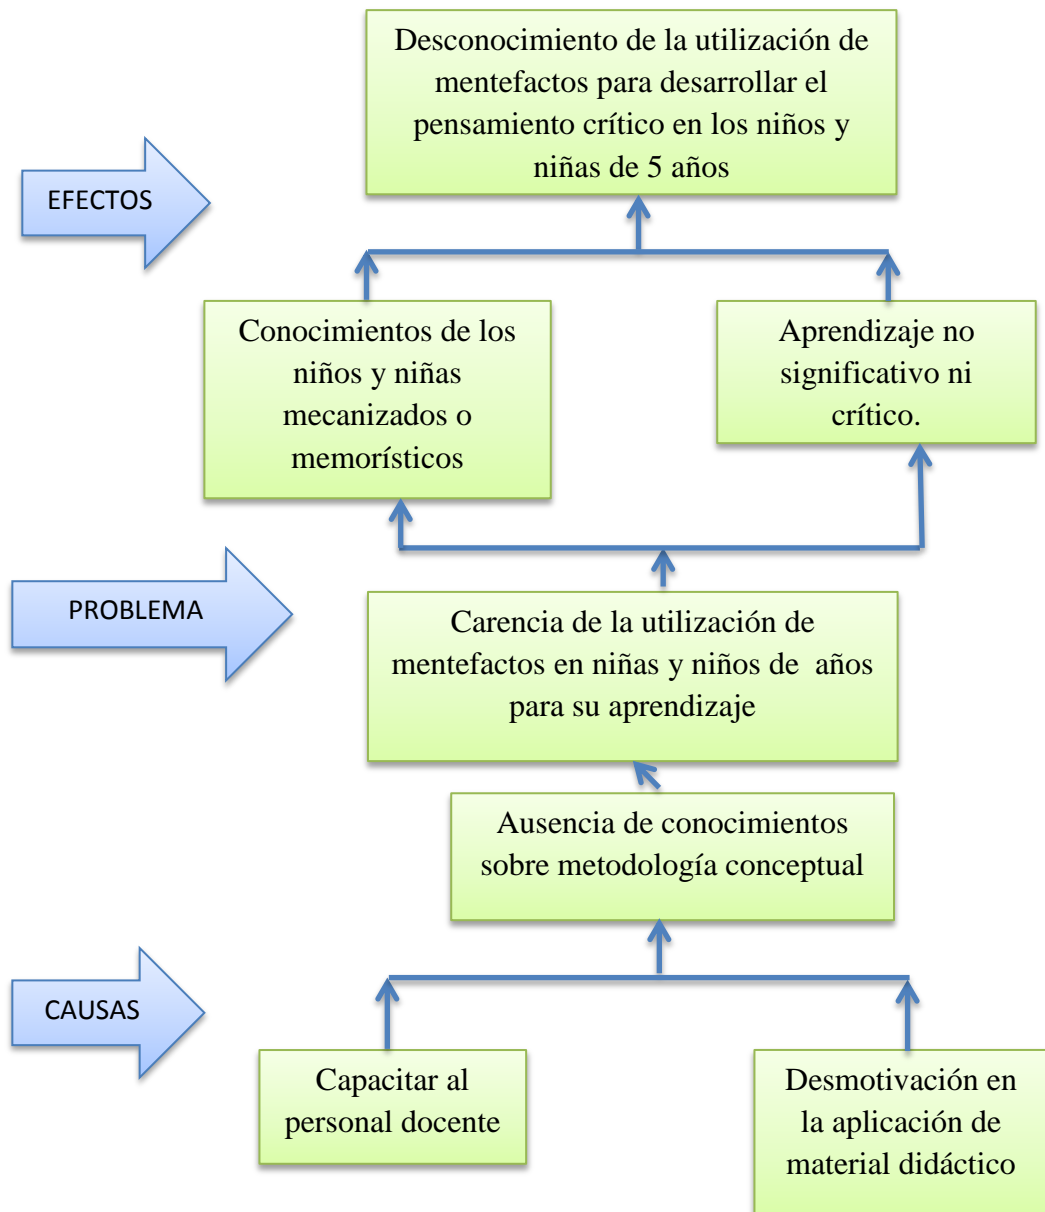 Desconocimiento de la utilización de
mentefactos para desarrollar el
pensamiento crítico en los niños y
niñas de 5 años
EFECTOS
Conocimientos de los
niños y niñas
mecanizados o
memorísticos
Aprendizaje no
significativo ni
crítico.
PROBLEMA
Carencia de la utilización de
mentefactos en niñas y niños de  años
para su aprendizaje
Ausencia de conocimientos
sobre metodología conceptual
CAUSAS
Capacitar al
personal docente
Desmotivación en
la aplicación de
material didáctico